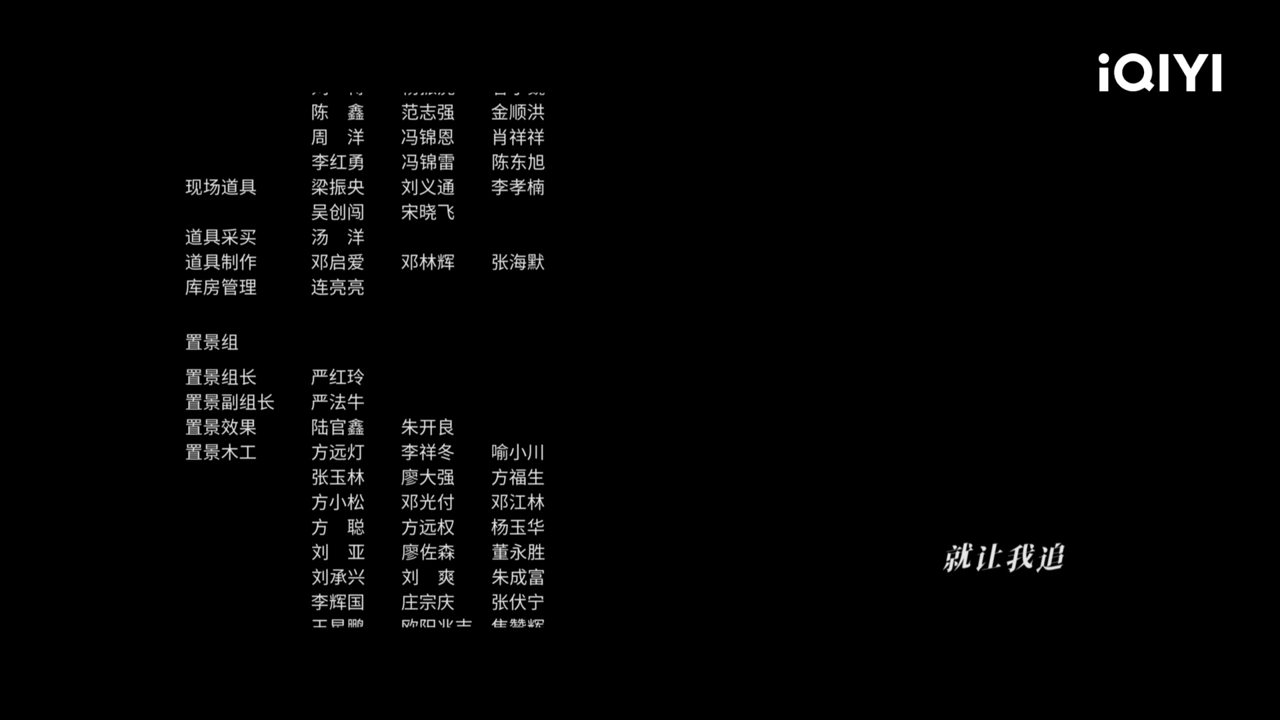 iQIYI
陈 鑫 范志强 金顺洪
周 洋 冯锦恩 肖祥祥
李红勇 冯锦雷 陈东旭
现场道具 梁振央 刘义通 李孝楠
吴创闯 宋晓飞
道具采买 汤 洋
道具制作 邓启爱 邓林辉 张海默
库房管理 连亮亮
置景组
置景组长 严红玲
置景副组长 严法牛
置景效果 陆官鑫 朱开良
置景木工 方远灯 李祥冬 喻小川
张玉林 廖大强 方福生
方小松 邓光付 邓江林
方 聪 方远权 杨玉华
刘 亚 廖佐森 董永胜
刘承兴 刘 爽 朱成富
李辉国 庄宗庆 张伏宁
就让我追